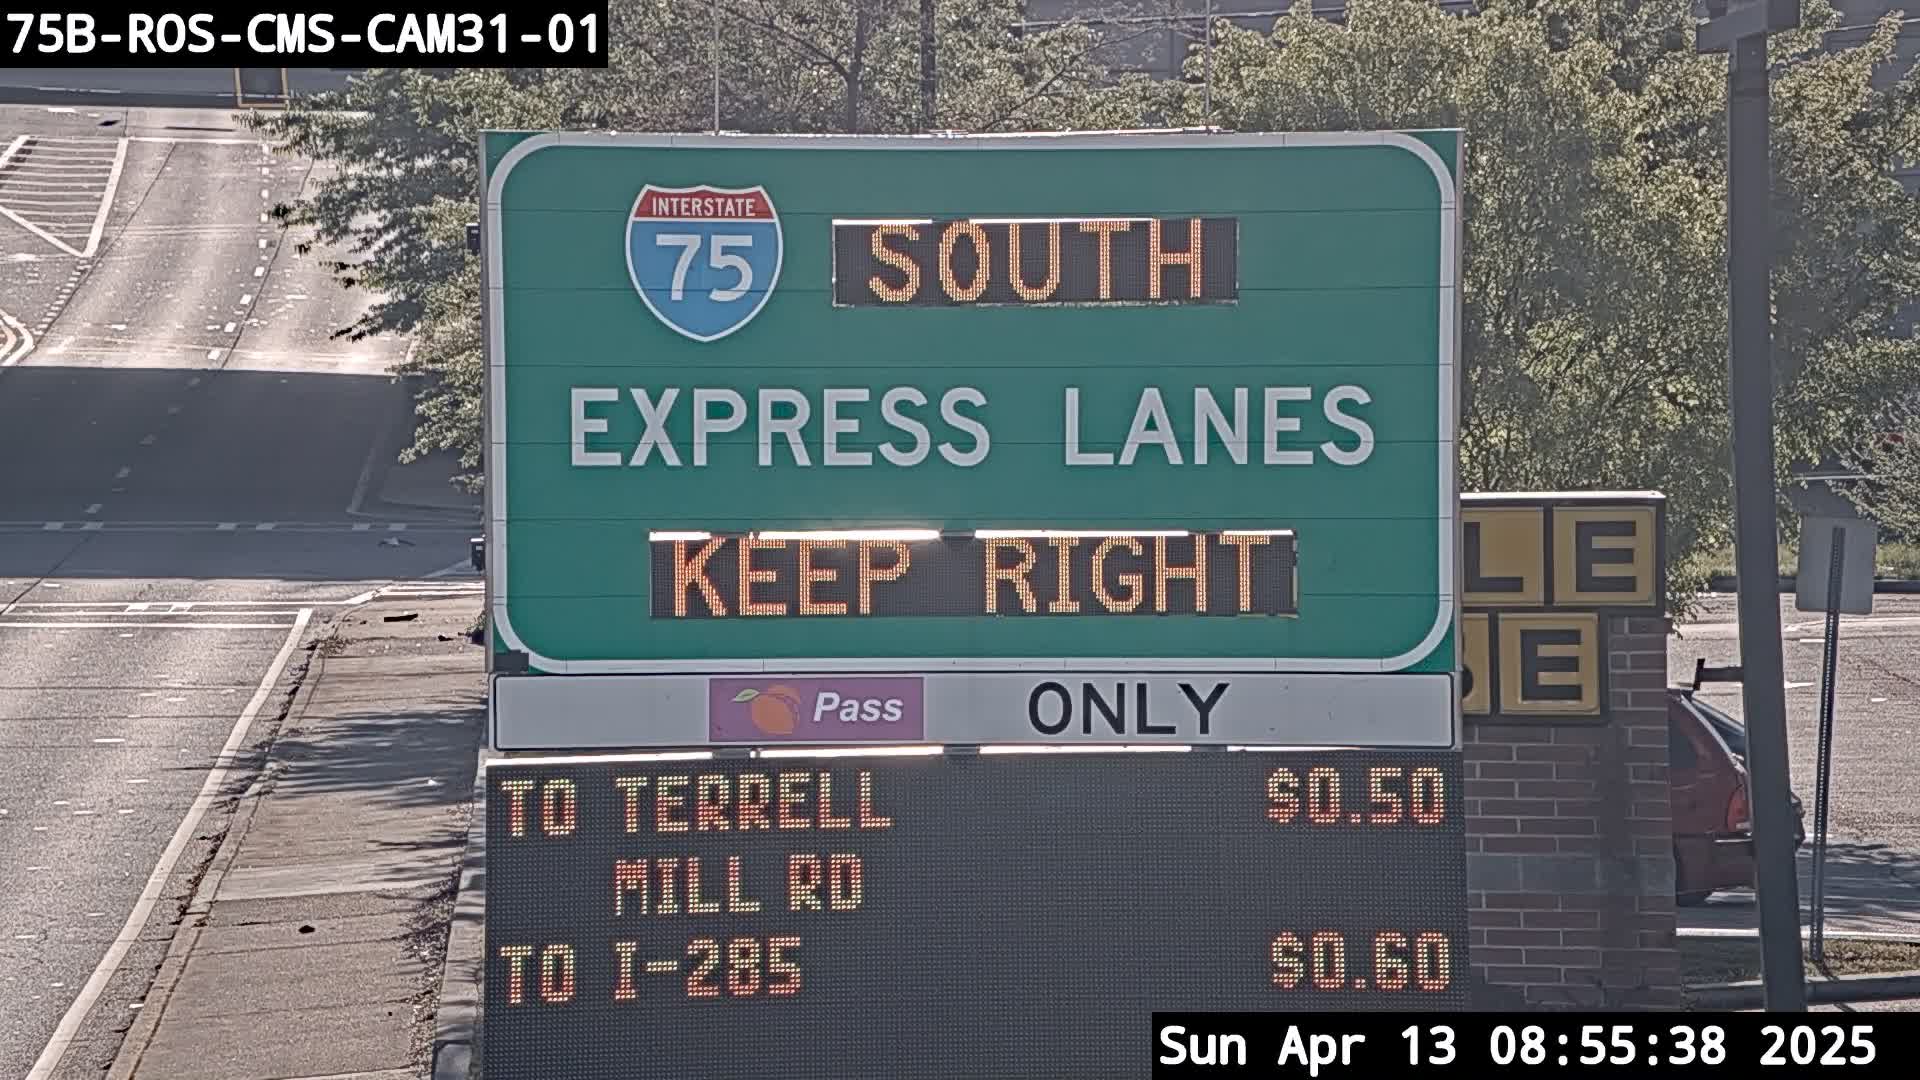 75B-ROS-CMS-CAM31-01
INTERSTATE
75
SOUTH
EXPRESS LANES
KEEP RIGHT
Pass
ONLY
TO TERRELL $0.50
MILL RD
TO I-285 $0.60
LE
E
Sun Apr 13 08:55:38 2025